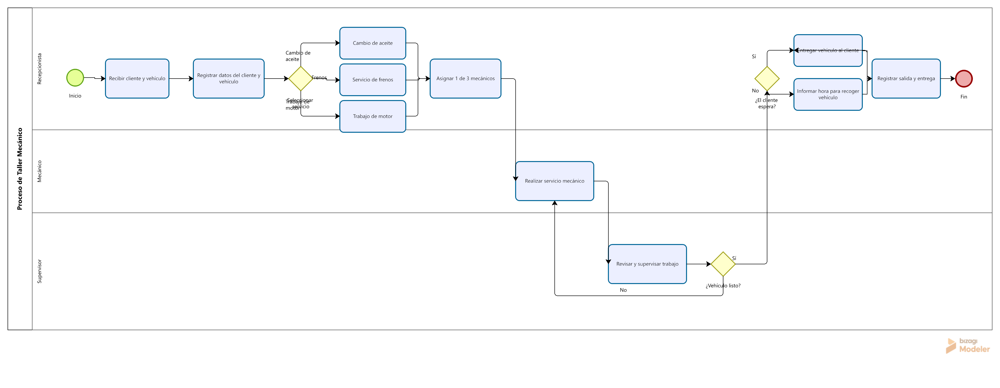 Proceso de Taller Mecánico
Recepcionista
Inicio
Recibir cliente y vehículo
Registrar datos del cliente y
vehículo
Cambio de
aceite
Frenos
Trabajo de
motor
Seleccionar
servicio
Cambio de aceite
Servicio de frenos
Trabajo de motor
Asignar 1 de 3 mecánicos
Sí
No
¿El cliente
espera?
Entregar vehículo al cliente
Informar hora para recoger
vehículo
Registrar salida y entrega
Fin
Mecánico
Realizar servicio mecánico
Supervisor
Revisar y supervisar trabajo
Sí
¿Vehículo listo?
No
bizagi
Modeler